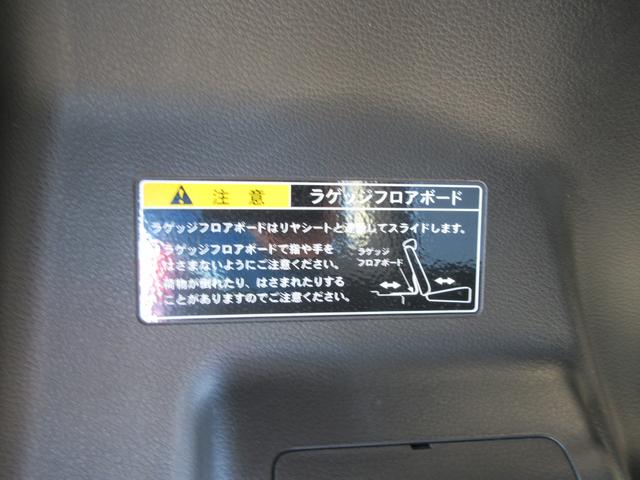 注意 ラゲッジフロアボード
ラゲッジフロアボードはリヤシートと連動してスライドします。
ラゲッジフロアボードで指や手を
はさまないようにご注意ください。
荷物が倒れたり、はさまれたりする
ことがありますのでご注意ください。
ラゲッジ
フロアボード